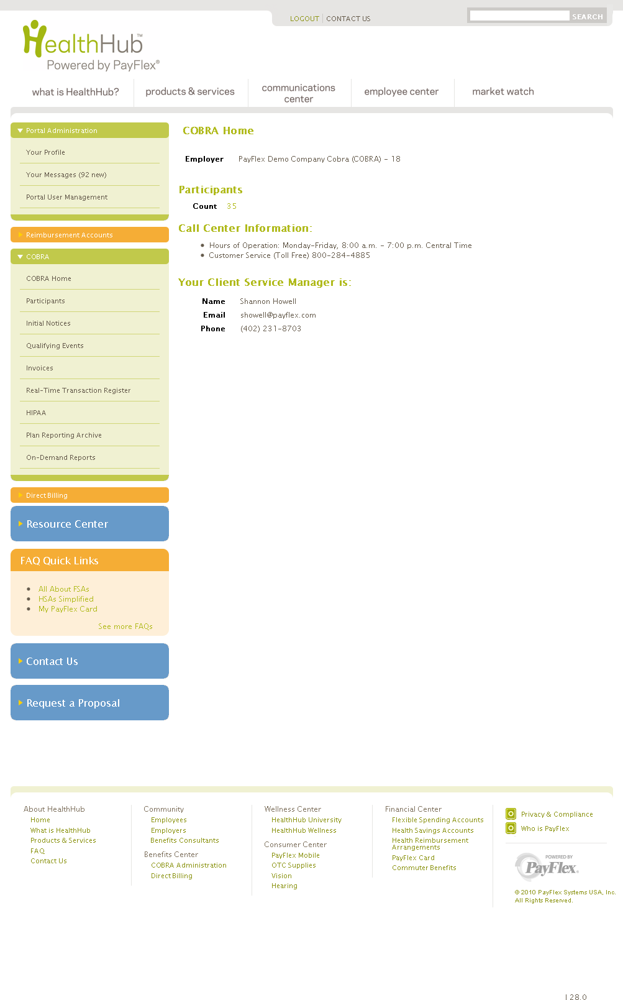 LOGOUT CONTACT US SEARCH
HealthHub™
Powered by PayFlex®
what is HealthHub? products & services communications center employee center market watch
Portal Administration
Your Profile
Your Messages (92 new)
Portal User Management
Reimbursement Accounts
COBRA
COBRA Home
Participants
Initial Notices
Qualifying Events
Invoices
Real-Time Transaction Register
HIPAA
Plan Reporting Archive
On-Demand Reports
Direct Billing
Resource Center
FAQ Quick Links
All About FSAs
HSAs Simplified
My PayFlex Card
See more FAQs
Contact Us
Request a Proposal
COBRA Home
Employer PayFlex Demo Company Cobra (COBRA) - 18
Participants
Count 35
Call Center Information:
Hours of Operation: Monday-Friday, 8:00 a.m. - 7:00 p.m. Central Time
Customer Service (Toll Free) 800-284-4885
Your Client Service Manager is:
Name Shannon Howell
Email showell@payflex.com
Phone (402) 231-8703
About HealthHub
Home
What is HealthHub
Products & Services
FAQ
Contact Us
Community
Employees
Employers
Benefits Consultants
Benefits Center
COBRA Administration
Direct Billing
Wellness Center
HealthHub University
HealthHub Wellness
Consumer Center
PayFlex Mobile
OTC Supplies
Vision
Hearing
Financial Center
Flexible Spending Accounts
Health Savings Accounts
Health Reimbursement
Arrangements
PayFlex Card
Commuter Benefits
Privacy & Compliance
Who is PayFlex
POWERED BY
PayFlex®
© 2010 PayFlex Systems USA, Inc.
All Rights Reserved.
| 28.0